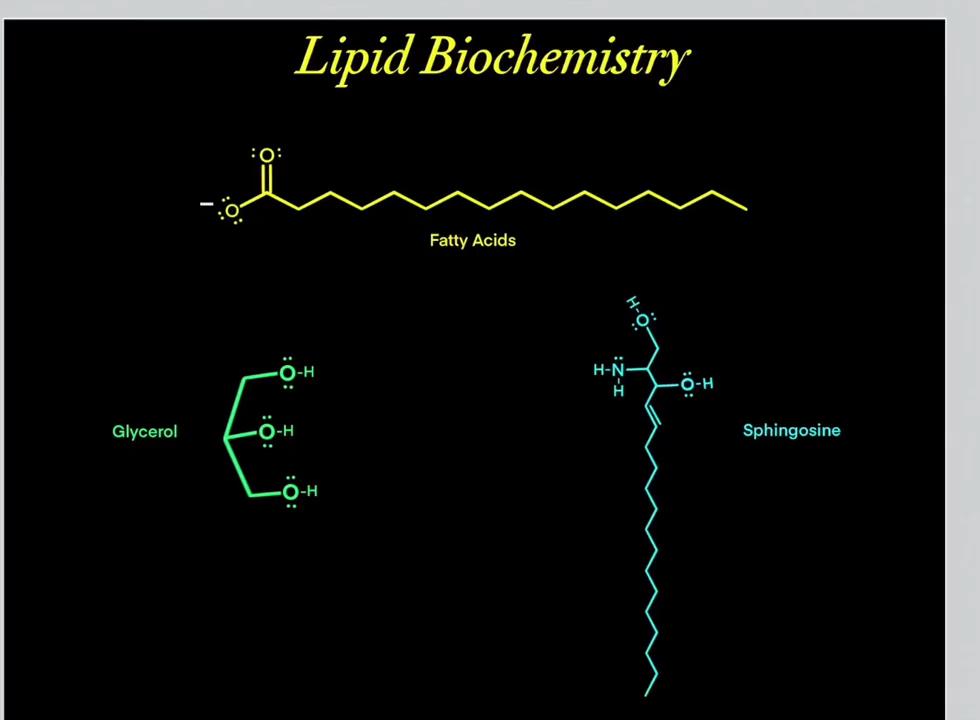 Lipid Biochemistry
:O:
– :O
Fatty Acids
H-O:
O-H
H-N
O-H
H
Glycerol
O-H
Sphingosine
O-H